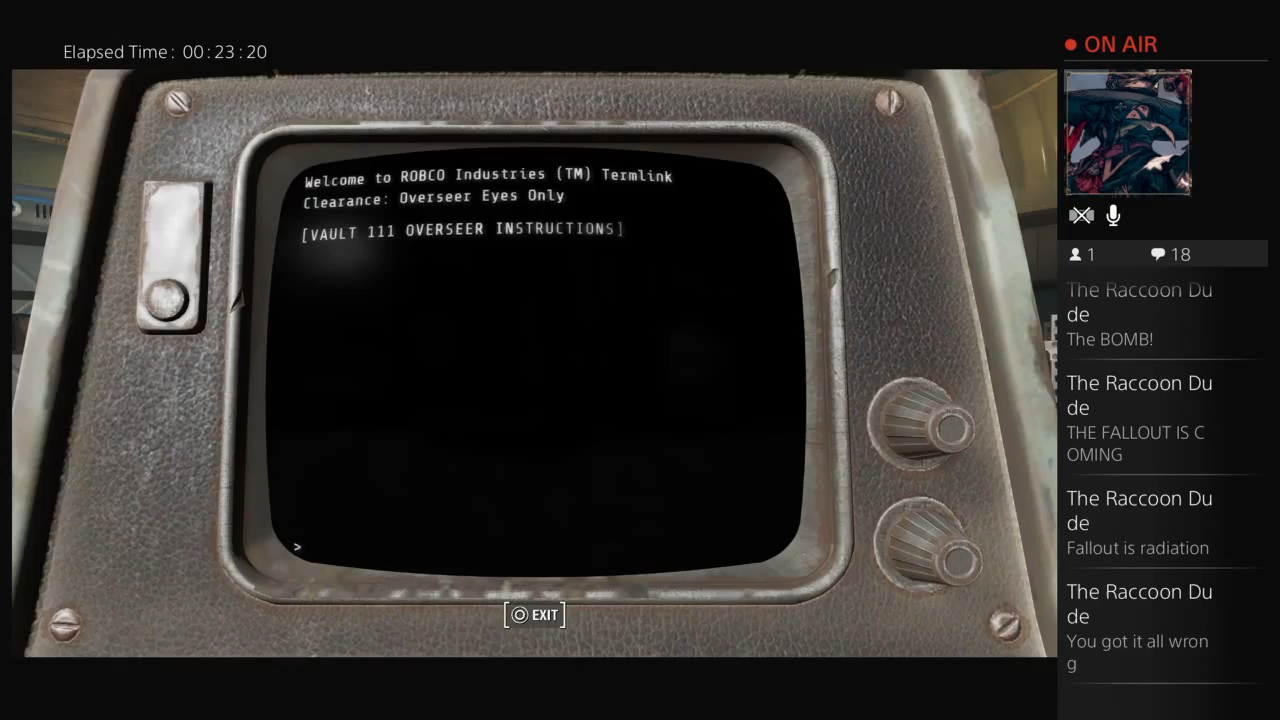 Elapsed Time: 00:23:20
ON AIR
Welcome to ROBCO Industries (TM) Termlink
Clearance: Overseer Eyes Only
[VAULT 111 OVERSEER INSTRUCTIONS]
>
EXIT
1 18
The Raccoon Du
de
The BOMB!
The Raccoon Du
de
THE FALLOUT IS C
OMING
The Raccoon Du
de
Fallout is radiation
The Raccoon Du
de
You got it all wron
g